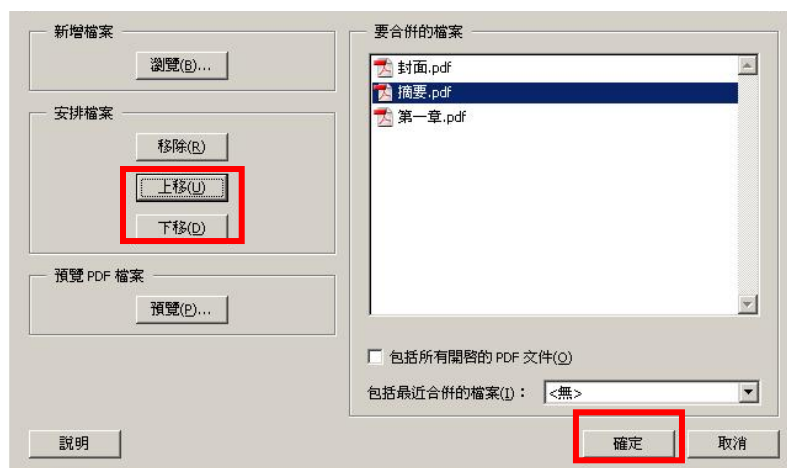 新增檔案
瀏覽(B)...
安排檔案
移除(R)
上移(U)
下移(D)
預覽 PDF 檔案
預覽(P)...
要合併的檔案
封面.pdf
摘要.pdf
第一章.pdf
包括所有開啓的 PDF 文件(O)
包括最近合併的檔案(I)： <無>
說明
確定
取消